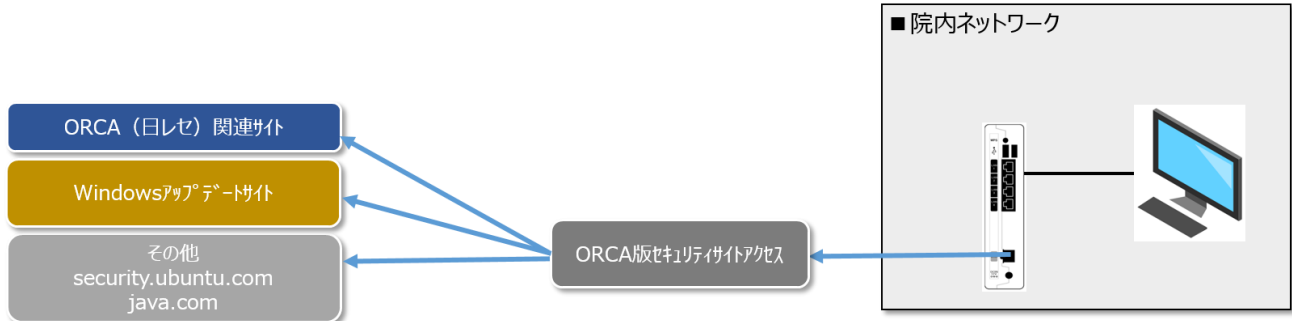 ■院内ネットワーク
ORCA（日レセ）関連ｻｲﾄ
Windowsｱｯﾌﾟﾃﾞｰﾄｻｲﾄ
その他
security.ubuntu.com
java.com
ORCA版ｾｷｭﾘﾃｨｻｲﾄｱｸｾｽ